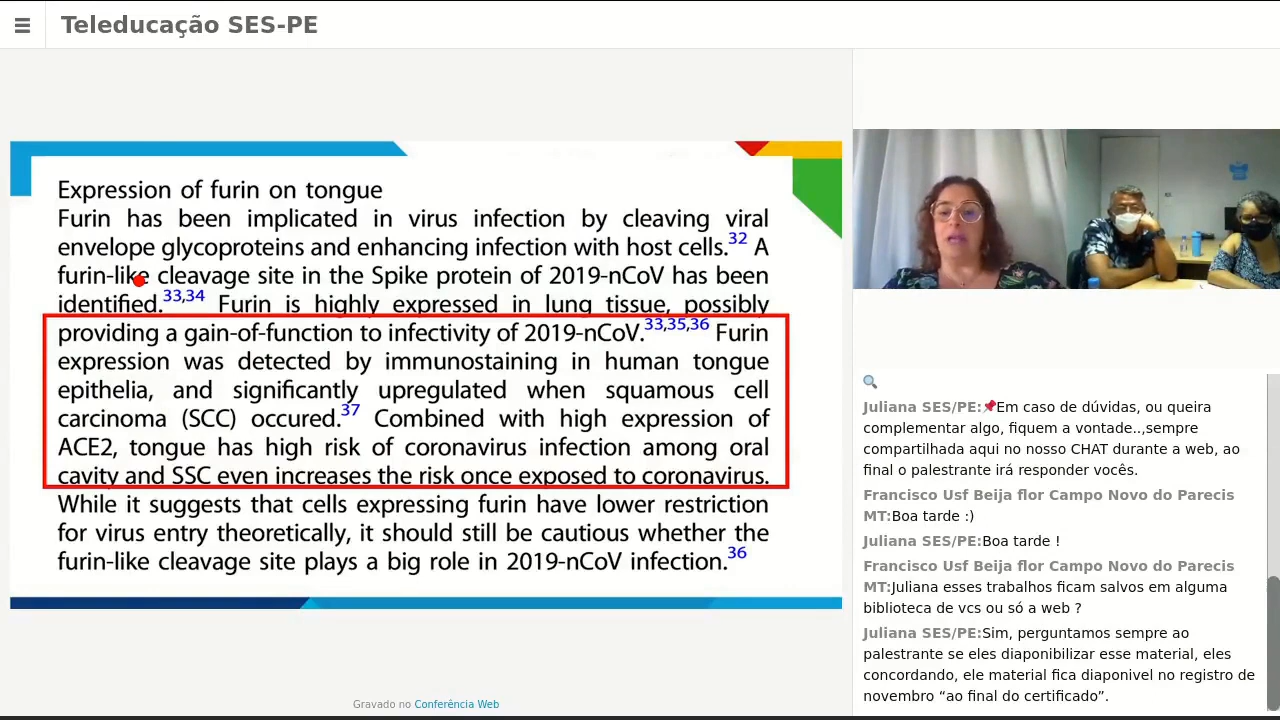 Teleducação SES-PE
Expression of furin on tongue
Furin has been implicated in virus infection by cleaving viral
envelope glycoproteins and enhancing infection with host cells.32 A
furin-like cleavage site in the Spike protein of 2019-nCoV has been
identified.33,34 Furin is highly expressed in lung tissue, possibly
providing a gain-of-function to infectivity of 2019-nCoV.33,35,36 Furin
expression was detected by immunostaining in human tongue
epithelia, and significantly upregulated when squamous cell
carcinoma (SCC) occured.37 Combined with high expression of
ACE2, tongue has high risk of coronavirus infection among oral
cavity and SSC even increases the risk once exposed to coronavirus.
While it suggests that cells expressing furin have lower restriction
for virus entry theoretically, it should still be cautious whether the
furin-like cleavage site plays a big role in 2019-nCoV infection.36
Juliana SES/PE:📌Em caso de dúvidas, ou queira
complementar algo, fiquem a vontade..,sempre
compartilhada aqui no nosso CHAT durante a web, ao
final o palestrante irá responder vocês.
Francisco Usf Beija flor Campo Novo do Parecis
MT:Boa tarde :)
Juliana SES/PE:Boa tarde !
Francisco Usf Beija flor Campo Novo do Parecis
MT:Juliana esses trabalhos ficam salvos em alguma
biblioteca de vcs ou só a web ?
Juliana SES/PE:Sim, perguntamos sempre ao
palestrante se eles diaponibilizar esse material, eles
concordando, ele material fica diaponivel no registro de
novembro “ao final do certificado”.
Gravado no Conferência Web